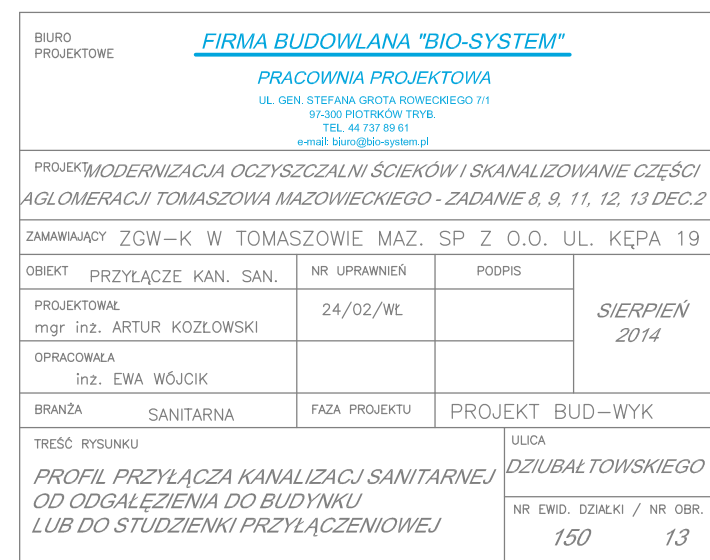 BIURO
PROJEKTOWE
FIRMA BUDOWLANA "BIO-SYSTEM"
PRACOWNIA PROJEKTOWA
UL. GEN. STEFANA GROTA ROWECKIEGO 7/1
97-300 PIOTRKÓW TRYB.
TEL. 44 737 89 61
e-mail: biuro@bio-system.pl
PROJEKT MODERNIZACJA OCZYSZCZALNI ŚCIEKÓW I SKANALIZOWANIE CZĘŚCI
AGLOMERACJI TOMASZOWA MAZOWIECKIEGO - ZADANIE 8, 9, 11, 12, 13 DEC.2
ZAMAWIAJĄCY ZGW-K W TOMASZOWIE MAZ. SP Z O.O. UL. KĘPA 19
OBIEKT PRZYŁĄCZE KAN. SAN.
NR UPRAWNIEŃ
PODPIS
PROJEKTOWAŁ
mgr inż. ARTUR KOZŁOWSKI
24/02/WŁ
SIERPIEŃ
2014
OPRACOWAŁA
inż. EWA WÓJCIK
BRANŻA SANITARNA
FAZA PROJEKTU
PROJEKT BUD-WYK
TREŚĆ RYSUNKU
PROFIL PRZYŁĄCZA KANALIZACJ SANITARNEJ
OD ODGAŁĘZIENIA DO BUDYNKU
LUB DO STUDZIENKI PRZYŁĄCZENIOWEJ
ULICA
DZIUBAŁTOWSKIEGO
NR EWID. DZIAŁKI / NR OBR.
150 13